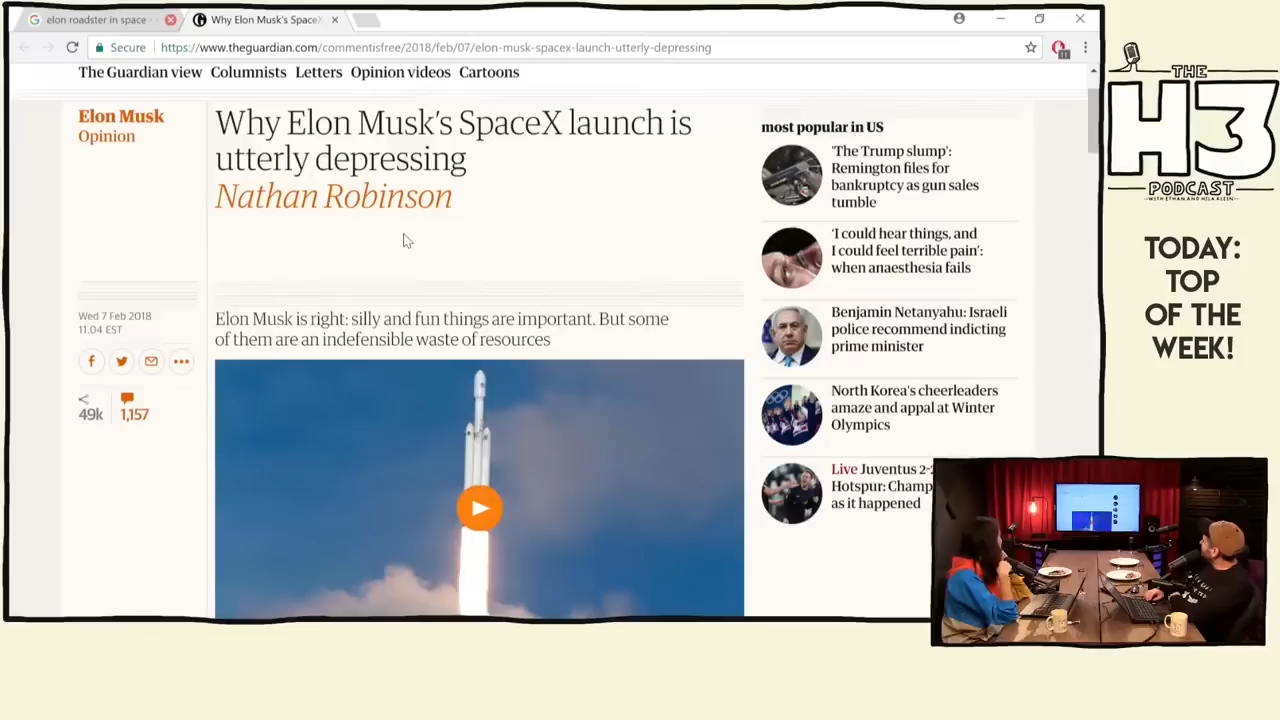 elon roadster in space -
Why Elon Musk's SpaceX
Secure
https://www.theguardian.com/commentisfree/2018/feb/07/elon-musk-spacex-launch-utterly-depressing
11
The Guardian view Columnists Letters Opinion videos Cartoons
Elon Musk
Opinion
Why Elon Musk's SpaceX launch is
utterly depressing
Nathan Robinson
Wed 7 Feb 2018
11.04 EST
49k
1,157
Elon Musk is right: silly and fun things are important. But some
of them are an indefensible waste of resources
most popular in US
'The Trump slump':
Remington files for
bankruptcy as gun sales
tumble
'I could hear things, and
I could feel terrible pain':
when anaesthesia fails
Benjamin Netanyahu: Israeli
police recommend indicting
prime minister
North Korea's cheerleaders
amaze and appal at Winter
Olympics
Live Juventus 2-
Hotspur: Champ
as it happened
THE
H3
PODCAST
WITH ETHAN AND HILA KLEIN
TODAY:
TOP
OF THE
WEEK!